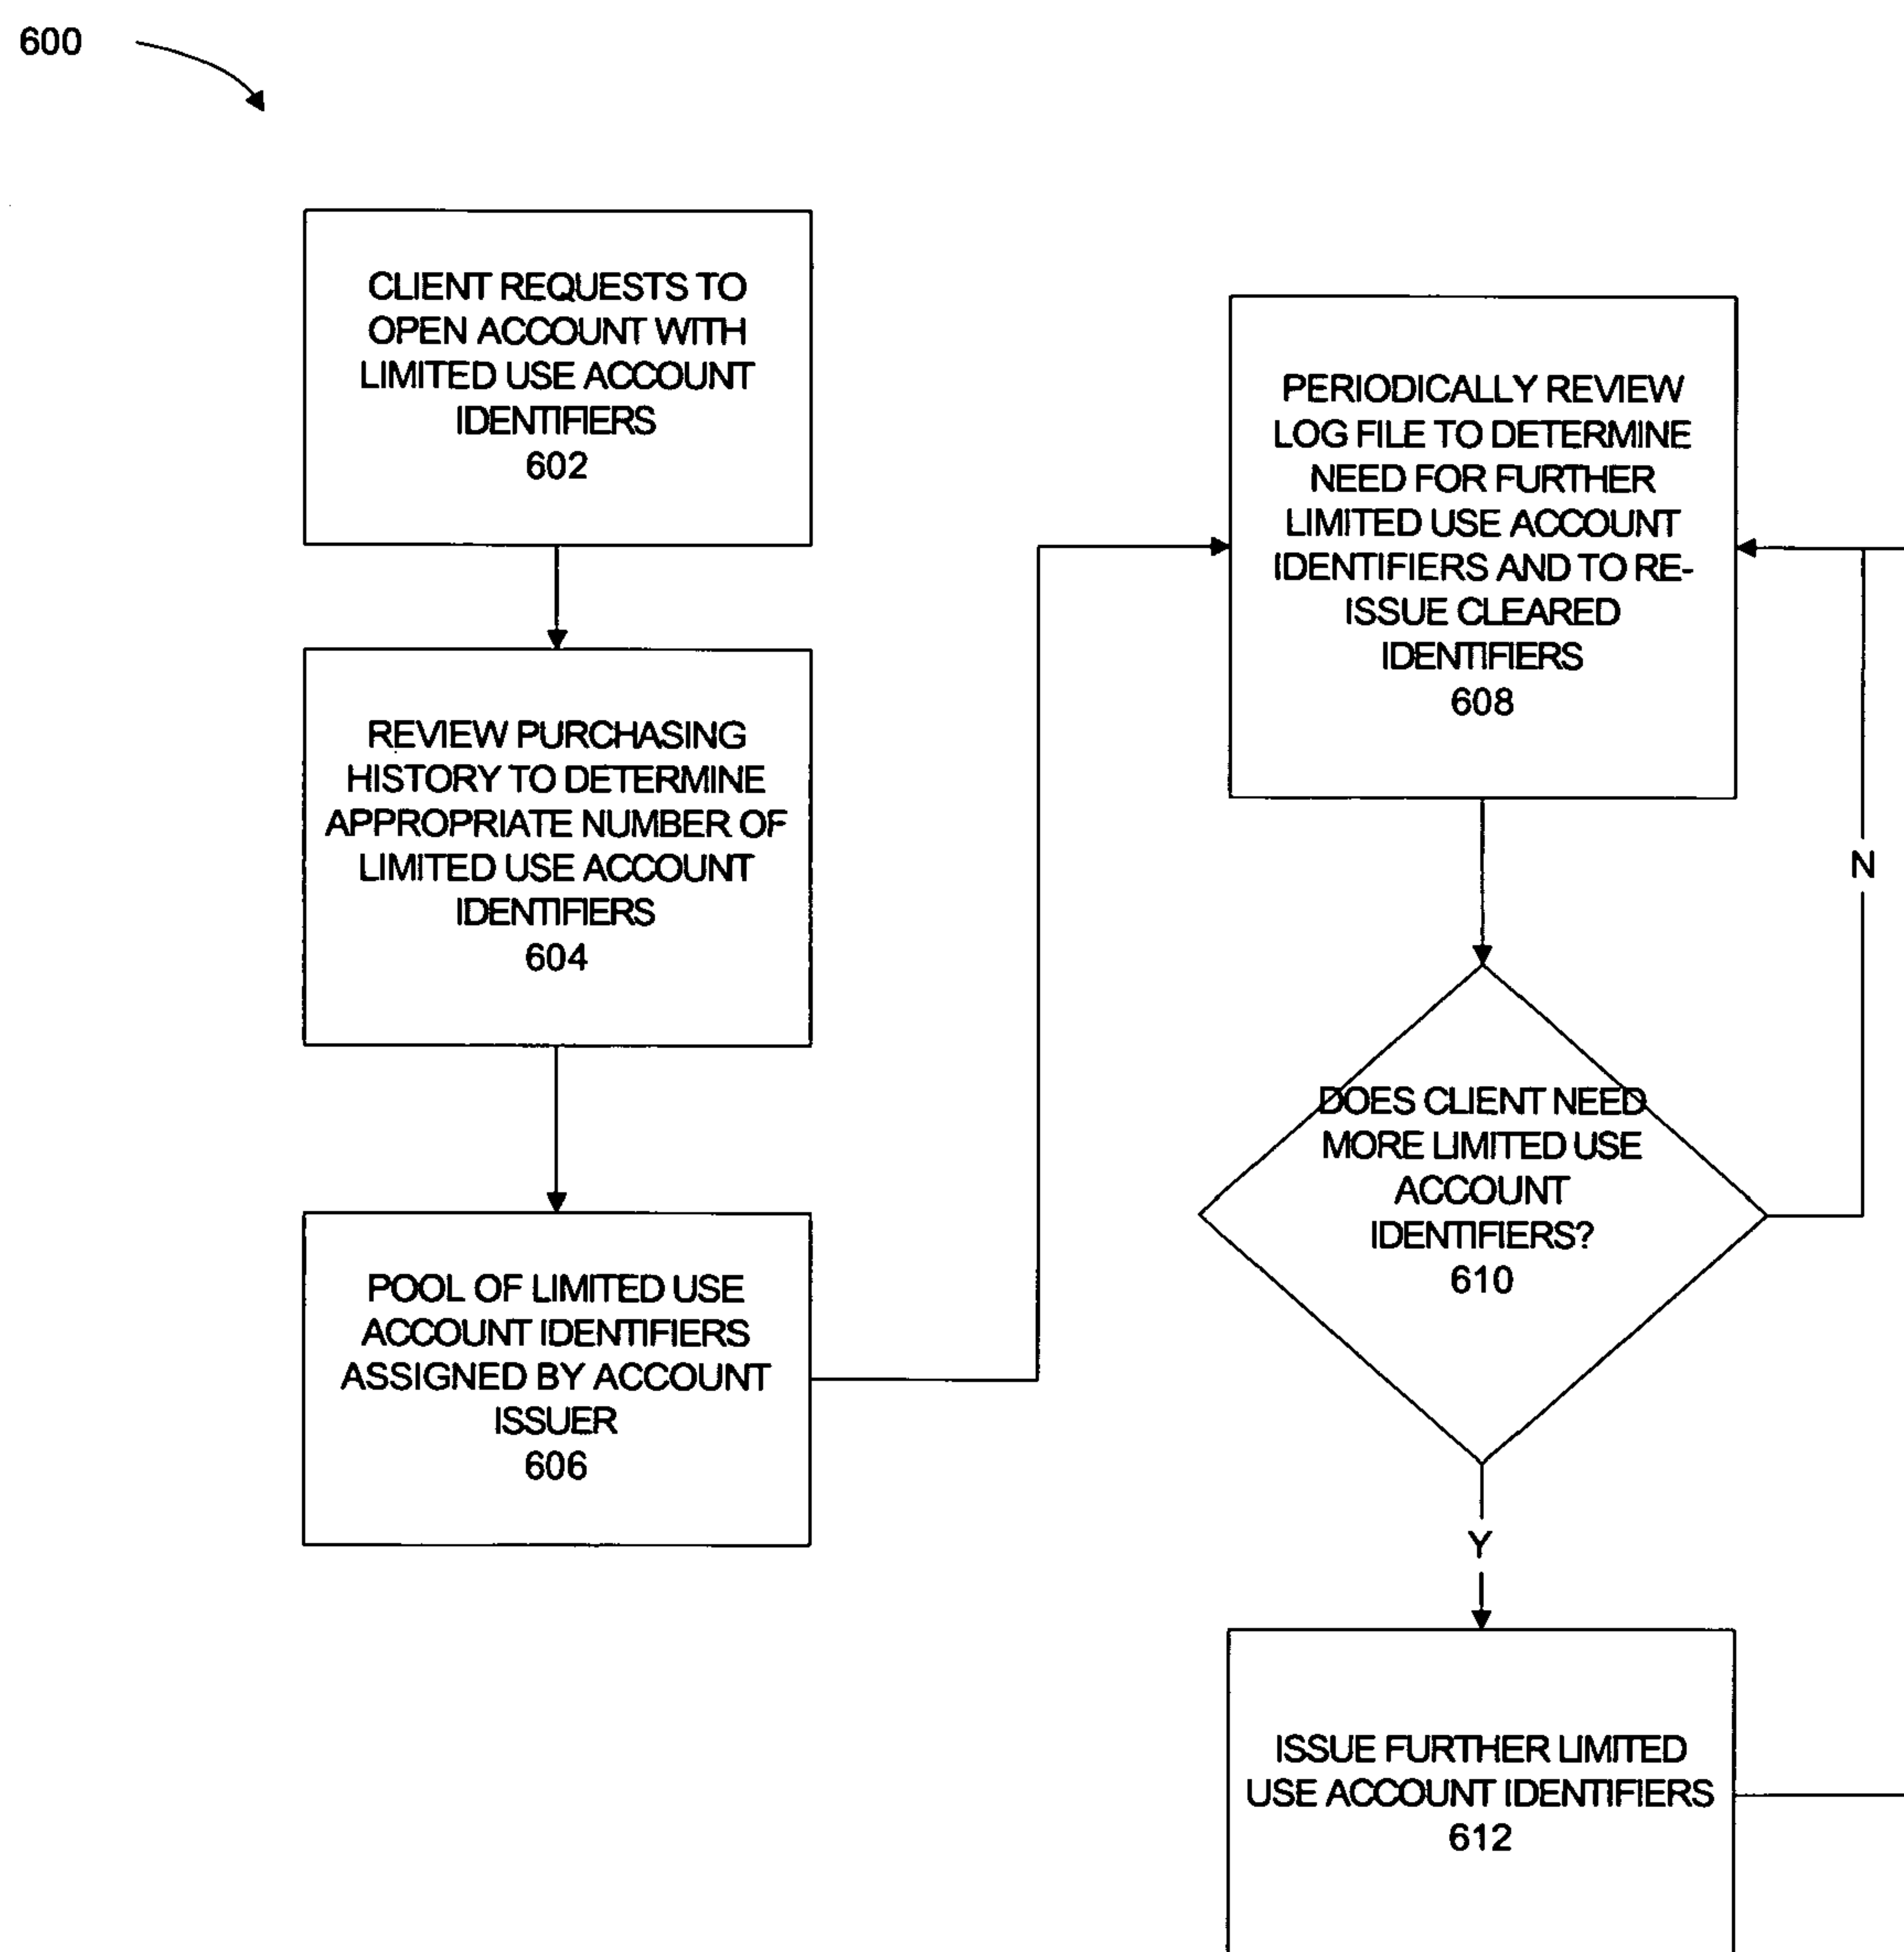 600
CLIENT REQUESTS TO
OPEN ACCOUNT WITH
LIMITED USE ACCOUNT
IDENTIFIERS
602
REVIEW PURCHASING
HISTORY TO DETERMINE
APPROPRIATE NUMBER OF
LIMITED USE ACCOUNT
IDENTIFIERS
604
POOL OF LIMITED USE
ACCOUNT IDENTIFIERS
ASSIGNED BY ACCOUNT
ISSUER
606
PERIODICALLY REVIEW
LOG FILE TO DETERMINE
NEED FOR FURTHER
LIMITED USE ACCOUNT
IDENTIFIERS AND TO RE-
ISSUE CLEARED
IDENTIFIERS
608
N
DOES CLIENT NEED
MORE LIMITED USE
ACCOUNT
IDENTIFIERS?
610
Y
ISSUE FURTHER LIMITED
USE ACCOUNT IDENTIFIERS
612